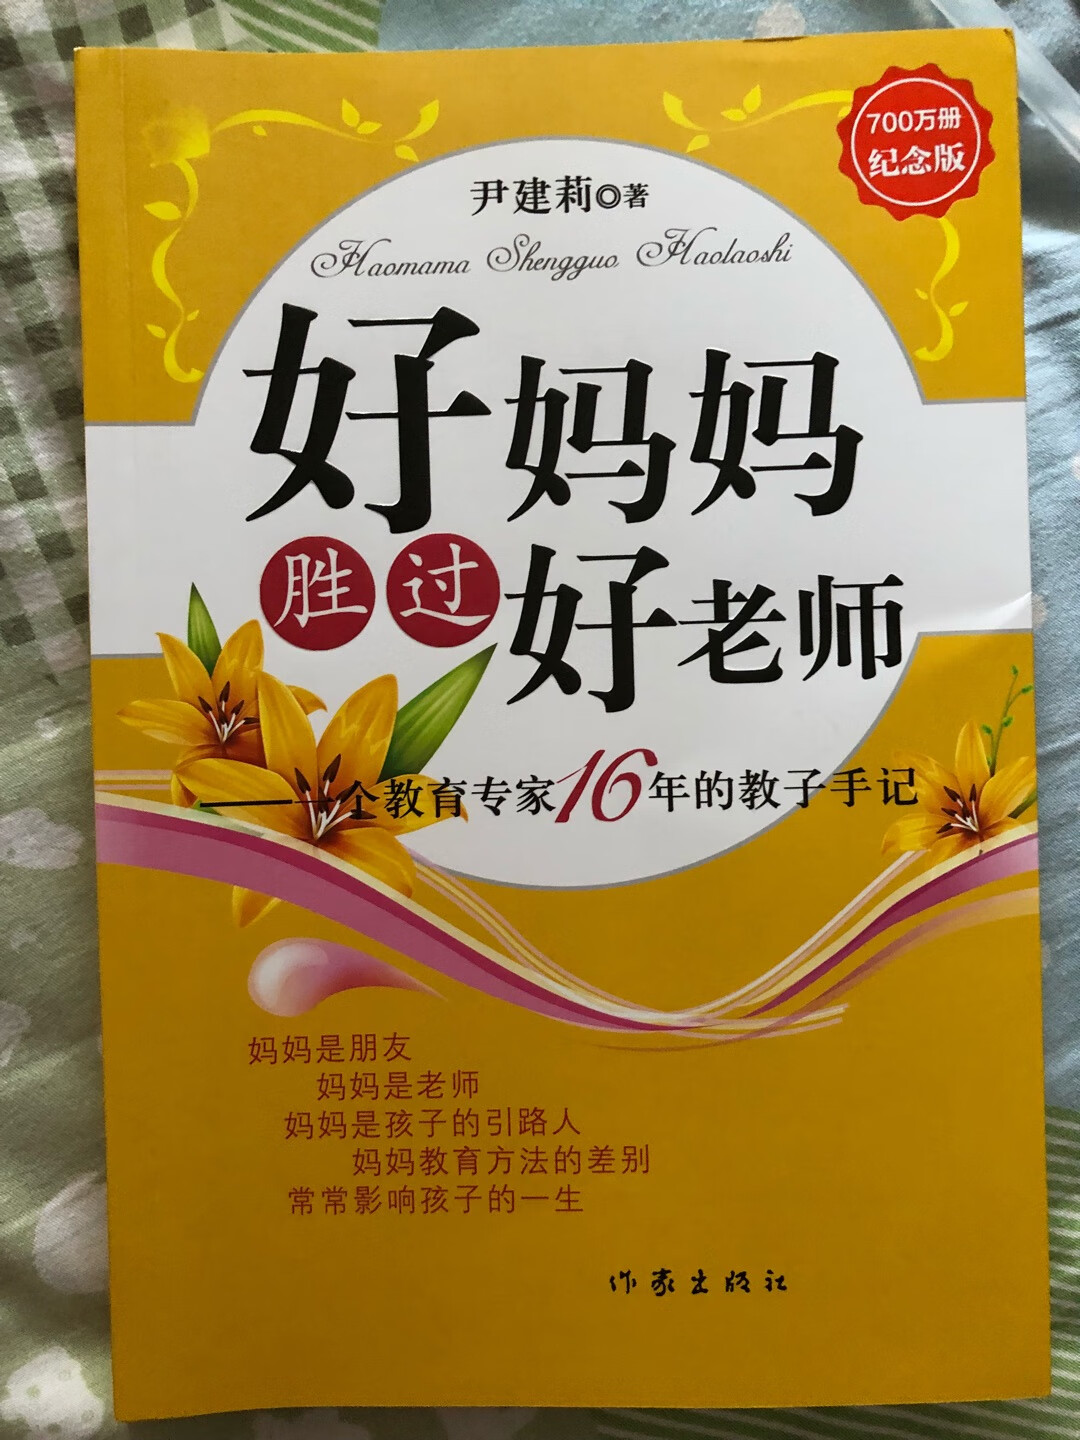 700万册
纪念版
尹建莉◎著
Haomama Shengguo Haolaoshi
好妈妈
胜过好老师
——一个教育专家16年的教子手记
妈妈是朋友
妈妈是老师
妈妈是孩子的引路人
妈妈教育方法的差别
常常影响孩子的一生
作家出版社